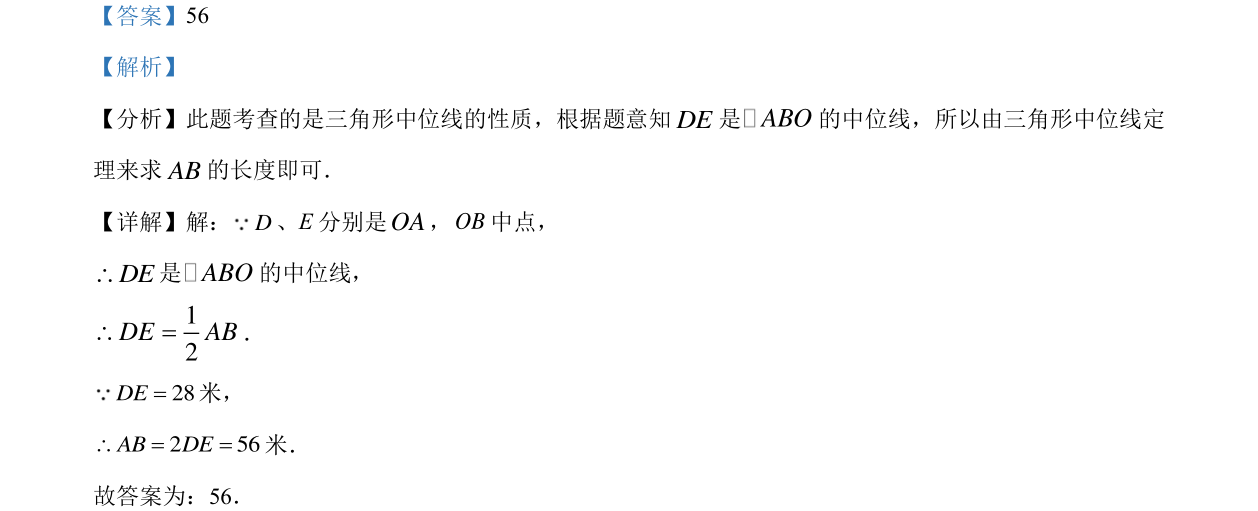 【答案】56
【解析】
【分析】此题考查的是三角形中位线的性质，根据题意知 DE 是□ABO 的中位线，所以由三角形中位线定
理来求 AB 的长度即可．
【详解】解：∵ D 、E 分别是 OA ， OB 中点，
∴ DE 是□ABO 的中位线，
∴ DE = 1/2 AB ．
∵ DE = 28 米，
∴ AB = 2DE = 56 米．
故答案为：56．